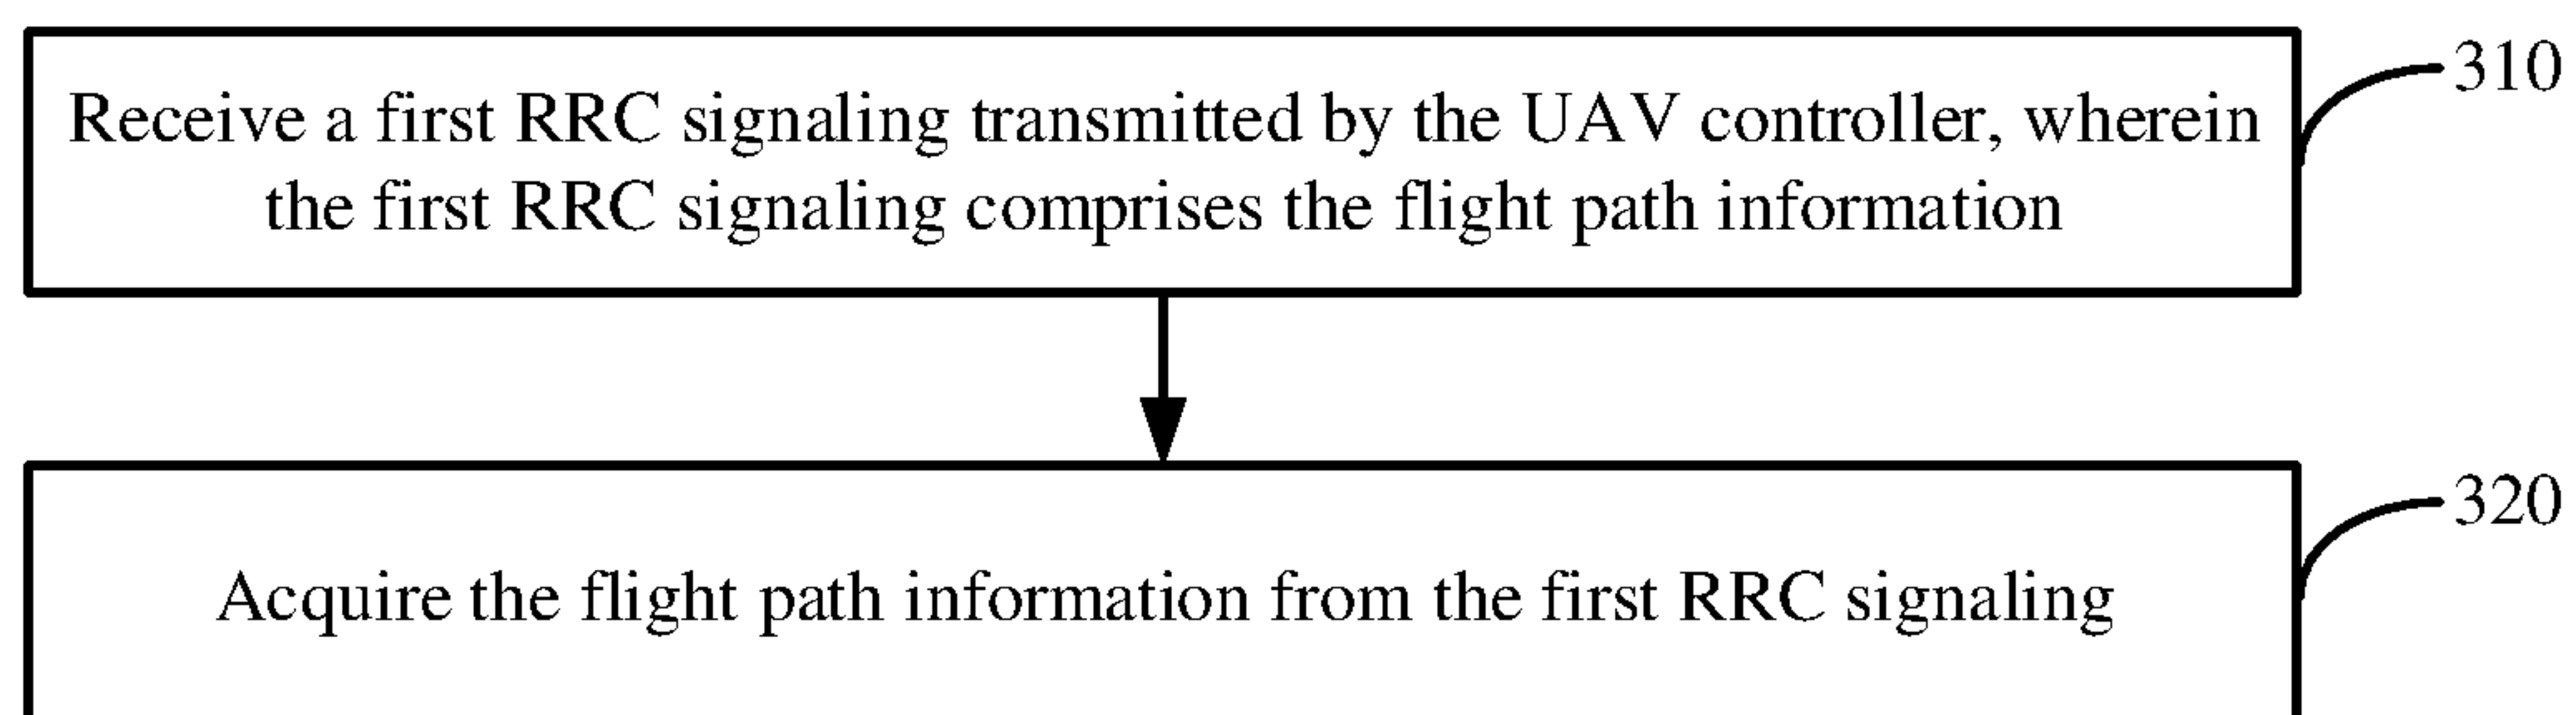 Receive a first RRC signaling transmitted by the UAV controller, wherein
the first RRC signaling comprises the flight path information
310
Acquire the flight path information from the first RRC signaling
320